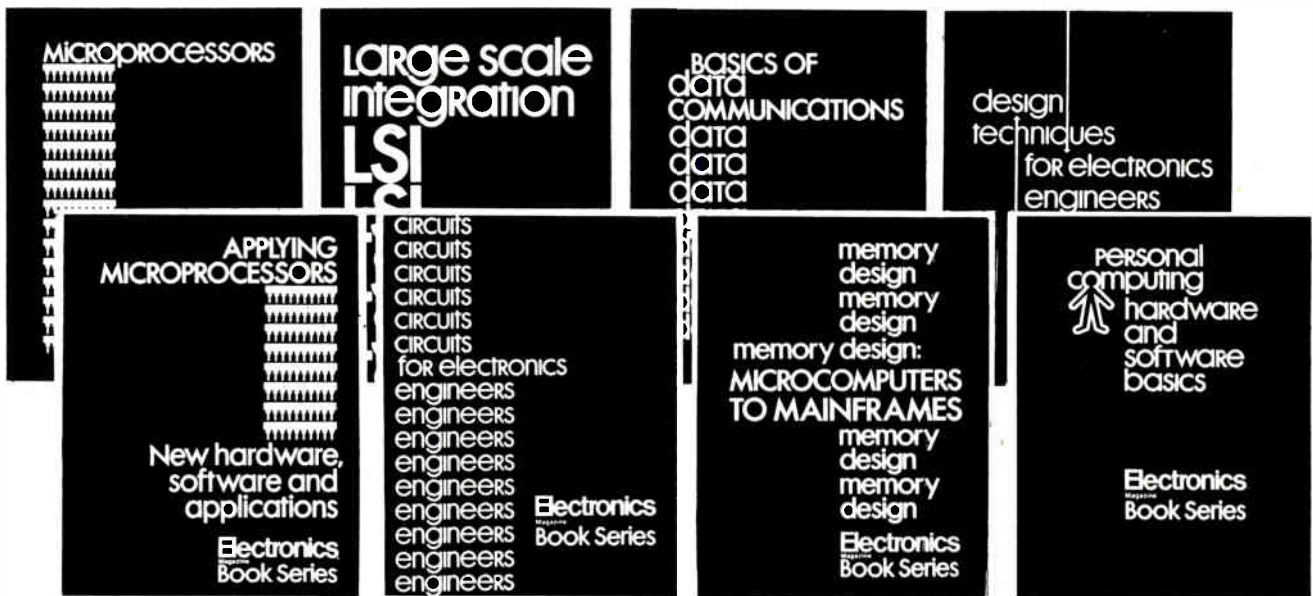 MiCROPROCESSORS
LARge scale
integRATION
LSI
LSI
BASICS OF
data
COMMUNICATIONS
data
data
data
design
techniques
FOR electronics
engineeRS
APPLYING
MICROPROCESSORS
New hardware,
software and
applications
Electronics
Magazine
Book Series
CIRCUITS
CIRCUITS
CIRCUITS
CIRCUITS
CIRCUITS
CIRCUITS
FOR electronics
engineeRS
engineeRS
engineeRS
engineeRS
engineeRS
engineeRS
engineeRS
engineeRS
engineeRS
Electronics
Magazine
Book Series
memory
design
memory
design
memory design:
MICROCOMPUTERS
TO MAINFRAMES
memory
design
memory
design
Electronics
Magazine
Book Series
PERSONAL
computing
haRdwaRe
and
softwaRe
basics
Electronics
Magazine
Book Series